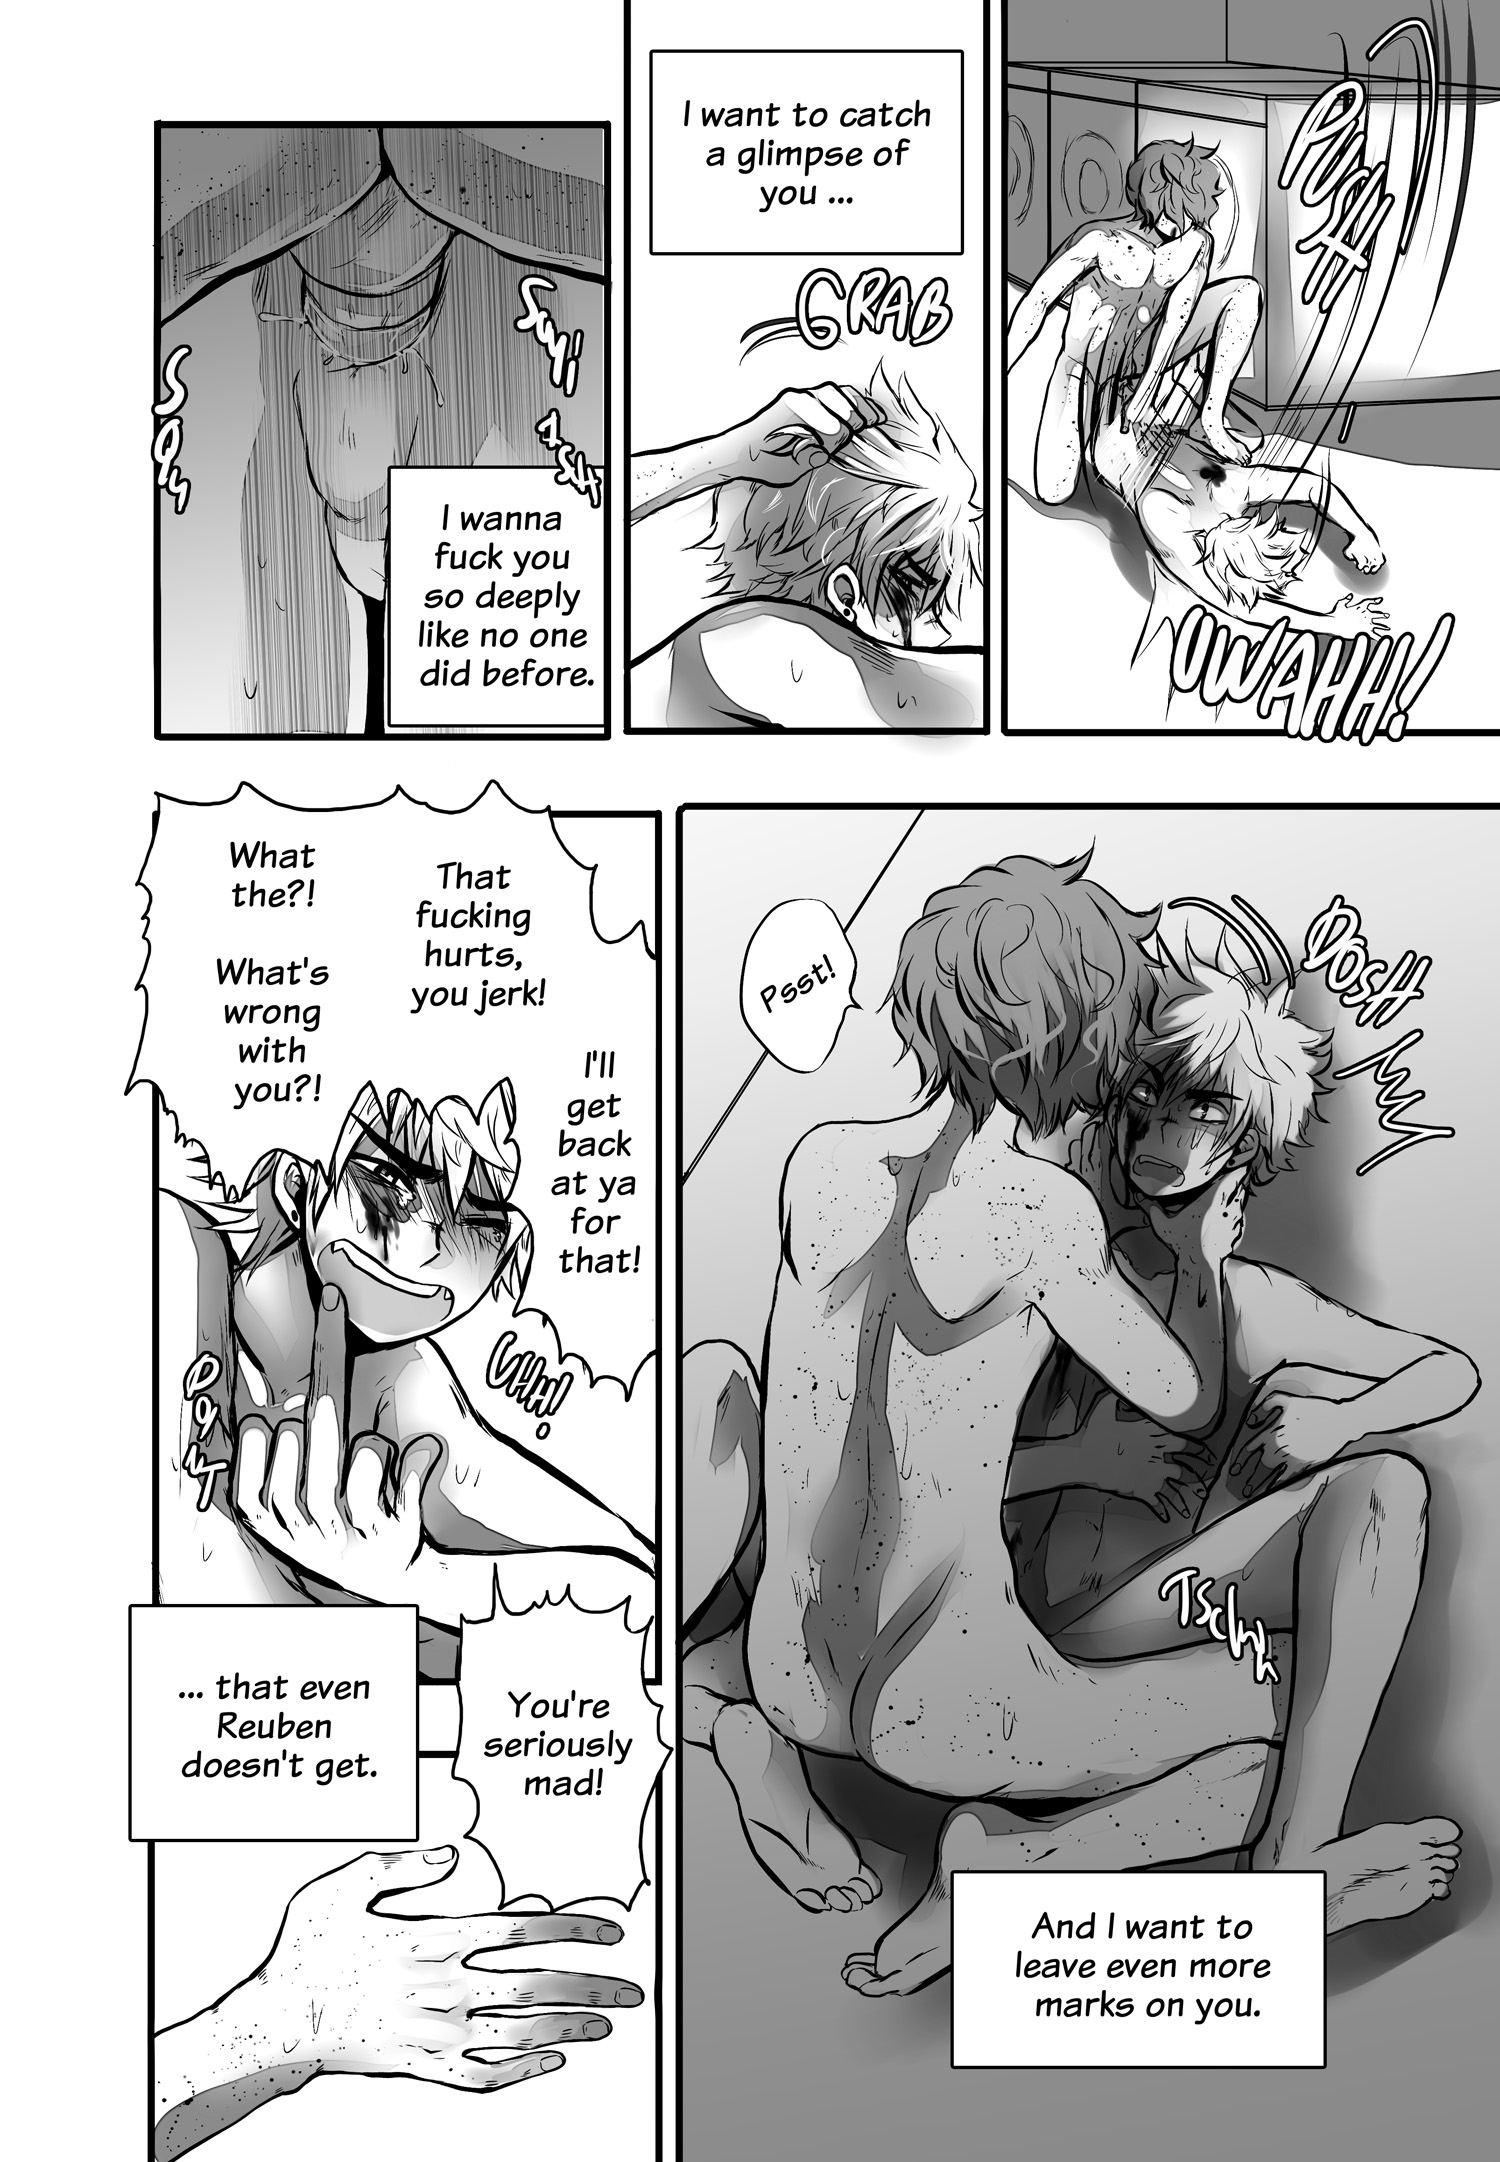 I wanna
fuck you
so deeply
like no one
did before.
I want to catch
a glimpse of
you ...
GRAB
PUSH
UWAHH!
What
the?!
What's
wrong
with
you?!
That
fucking
hurts,
you jerk!
I'll
get
back
at ya
for
that!
UHH!
... that even
Reuben
doesn't get.
You're
seriously
mad!
Psst!
DOSH
And I want to
leave even more
marks on you.